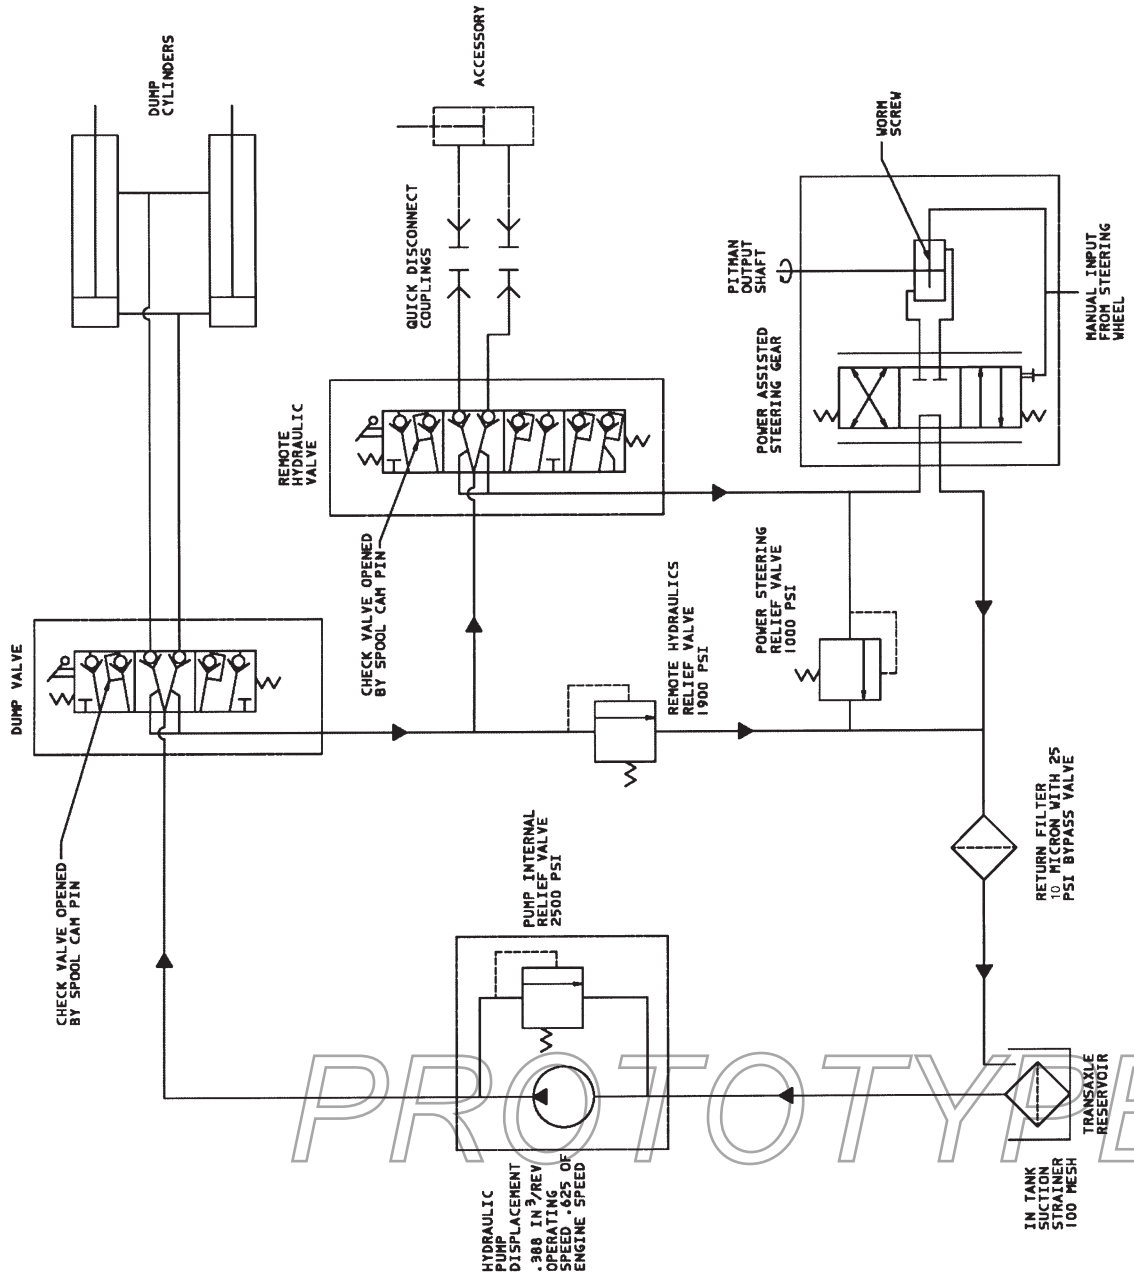 DUMP
CYLINDERS
ACCESSORY
QUICK DISCONNECT
COUPLINGS
WORM
SCREW
PITMAN
OUTPUT
SHAFT
MANUAL INPUT
FROM STEERING
WHEEL
POWER ASSISTED
STEERING GEAR
REMOTE
HYDRAULIC
VALVE
DUMP VALVE
CHECK VALVE OPENED
BY SPOOL CAM PIN
REMOTE HYDRAULICS
RELIEF VALVE
1900 PSI
POWER STEERING
RELIEF VALVE
1000 PSI
CHECK VALVE OPENED
BY SPOOL CAM PIN
PUMP INTERNAL
RELIEF VALVE
2500 PSI
RETURN FILTER
10 MICRON WITH 25
PSI BYPASS VALVE
HYDRAULIC
PUMP
DISPLACEMENT
.388 IN³/REV
OPERATING
SPEED .625 OF
ENGINE SPEED
TRANSAXLE
RESERVOIR
IN TANK
SUCTION
STRAINER
100 MESH
PROTOTYPE